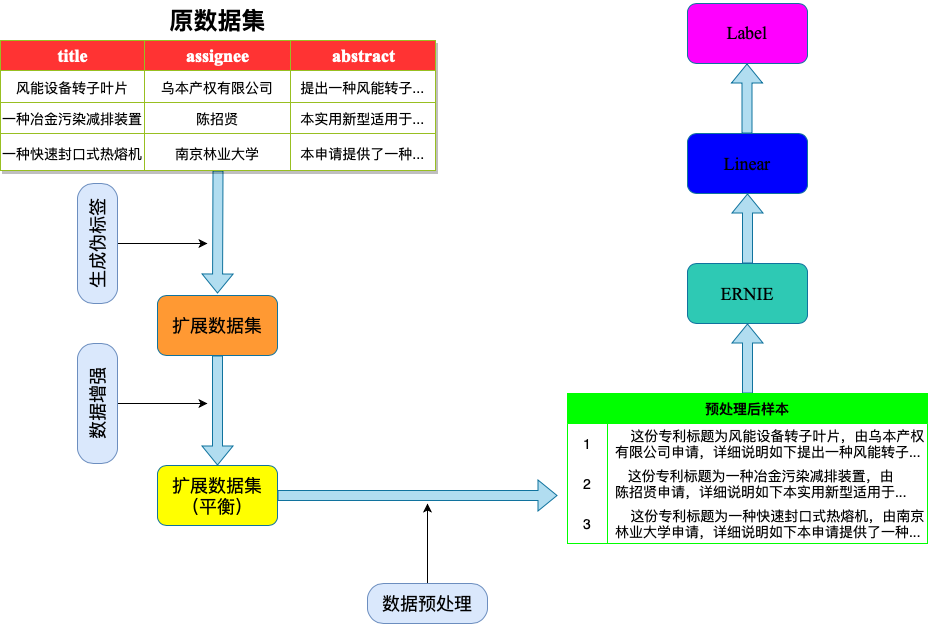 原数据集
title assignee abstract
风能设备转子叶片 乌本产权有限公司 提出一种风能转子...
一种冶金污染减排装置 陈招贤 本实用新型适用于...
一种快速封口式热熔机 南京林业大学 本申请提供了一种...
生成伪标签
扩展数据集
数据增强
扩展数据集
（平衡）
数据预处理
Label
Linear
ERNIE
预处理后样本
1 这份专利标题为风能设备转子叶片，由乌本产权
有限公司申请，详细说明如下提出一种风能转子...
2 这份专利标题为一种冶金污染减排装置，由
陈招贤申请，详细说明如下本实用新型适用于...
3 这份专利标题为一种快速封口式热熔机，由南京
林业大学申请，详细说明如下本申请提供了一种...